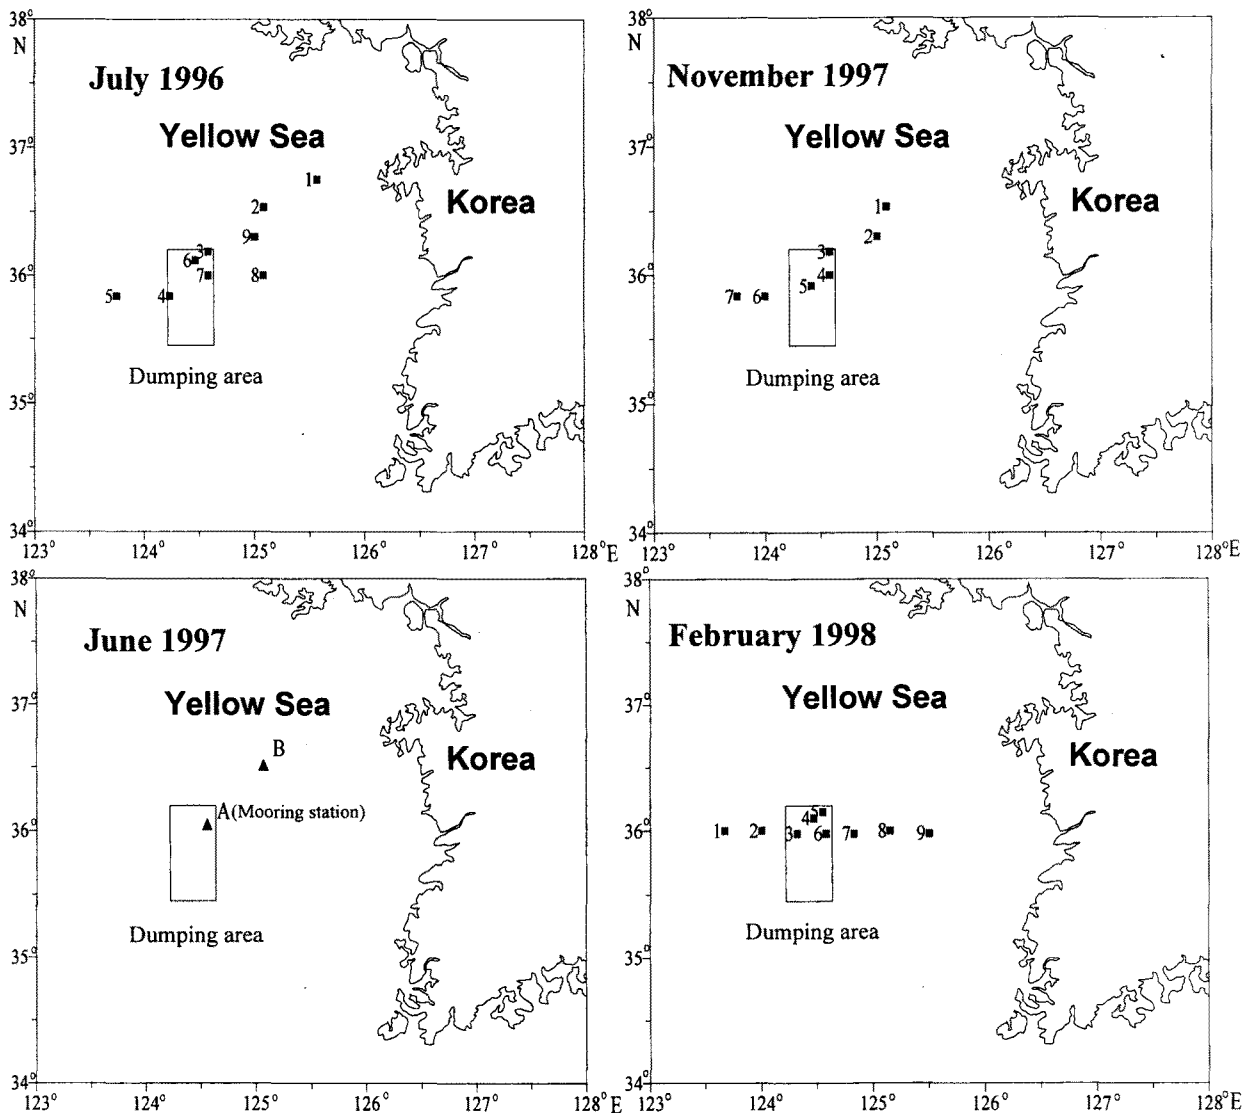 38°
N
July 1996
Yellow Sea
37°
1
2
Korea
9
3
6
36°
7
8
5
4
Dumping area
35°
34°
123° 124° 125° 126° 127° 128°E
38°
N
November 1997
Yellow Sea
37°
1
Korea
2
3
36°
4
5
7 6
Dumping area
35°
34°
123° 124° 125° 126° 127° 128°E
38°
N
June 1997
Yellow Sea
37°
B
Korea
A(Mooring station)
36°
Dumping area
35°
34°
123° 124° 125° 126° 127° 128°E
38°
N
February 1998
Yellow Sea
37°
Korea
5
4
36°
1 2 3 6 7 8 9
Dumping area
35°
34°
123° 124° 125° 126° 127° 128°E